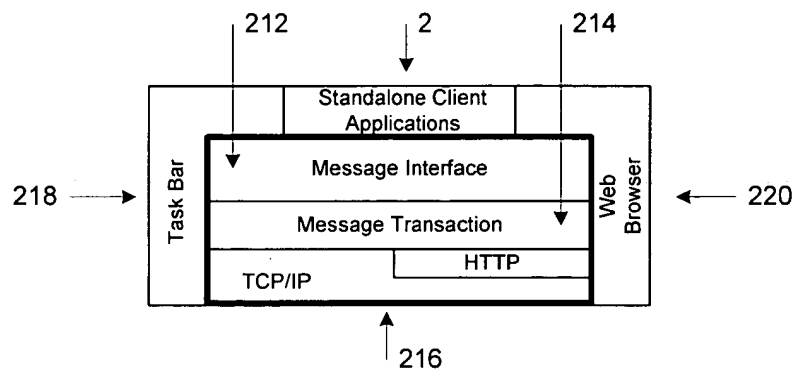 212
2
214
Standalone Client
Applications
Message Interface
218
Task Bar
Web
Browser
220
Message Transaction
HTTP
TCP/IP
216